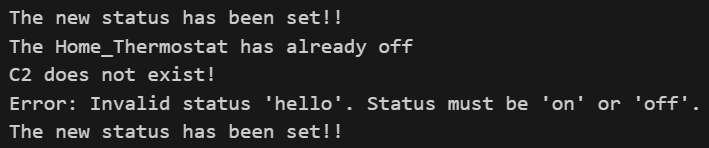 The new status has been set!!
The Home_Thermostat has already off
C2 does not exist!
Error: Invalid status 'hello'. Status must be 'on' or 'off'.
The new status has been set!!